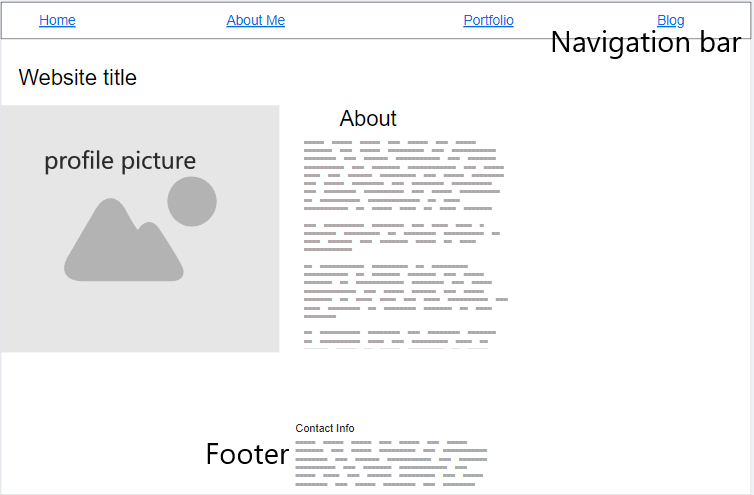 Home
About Me
Portfolio
Blog
Navigation bar
Website title
profile picture
About
Contact Info
Footer